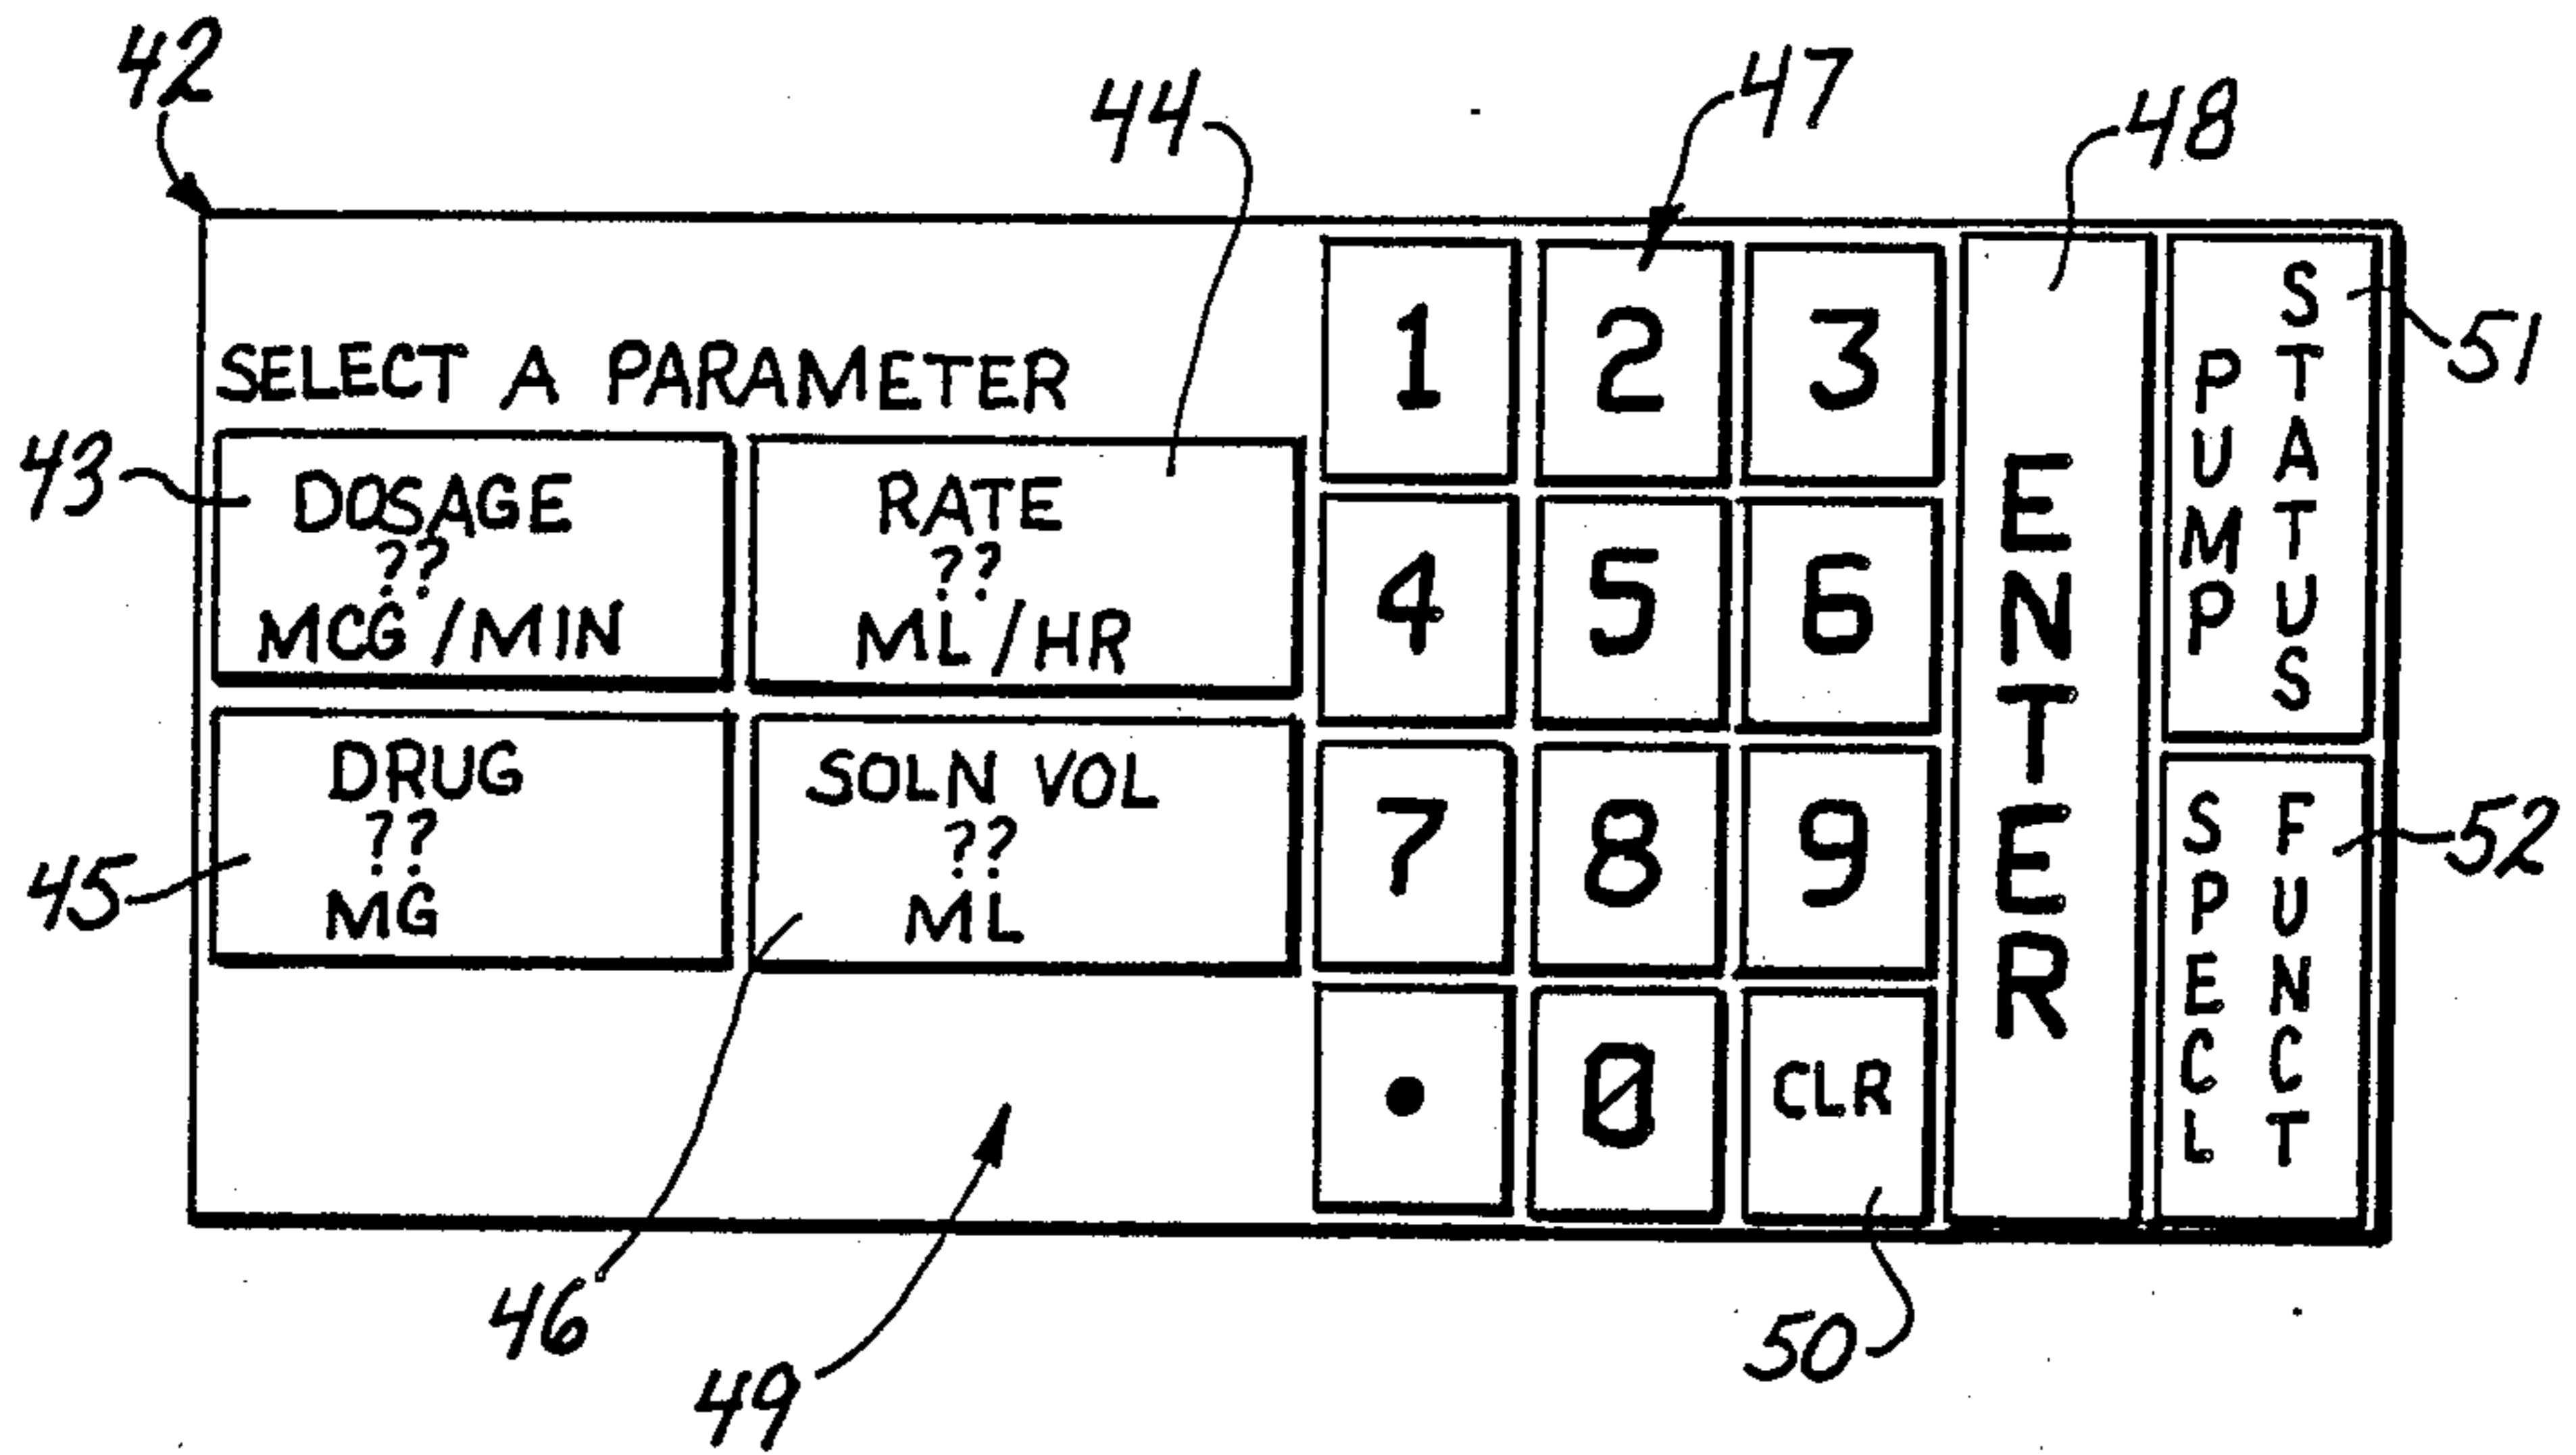 42
44
47
48
SELECT A PARAMETER
43
DOSAGE
??
MCG/MIN
RATE
??
ML/HR
45
DRUG
??
MG
SOLN VOL
??
ML
46
49
1 2 3
4 5 6
7 8 9
• 0 CLR
50
ENTER
PUMP STATUS
51
SPECL FUNCT
52